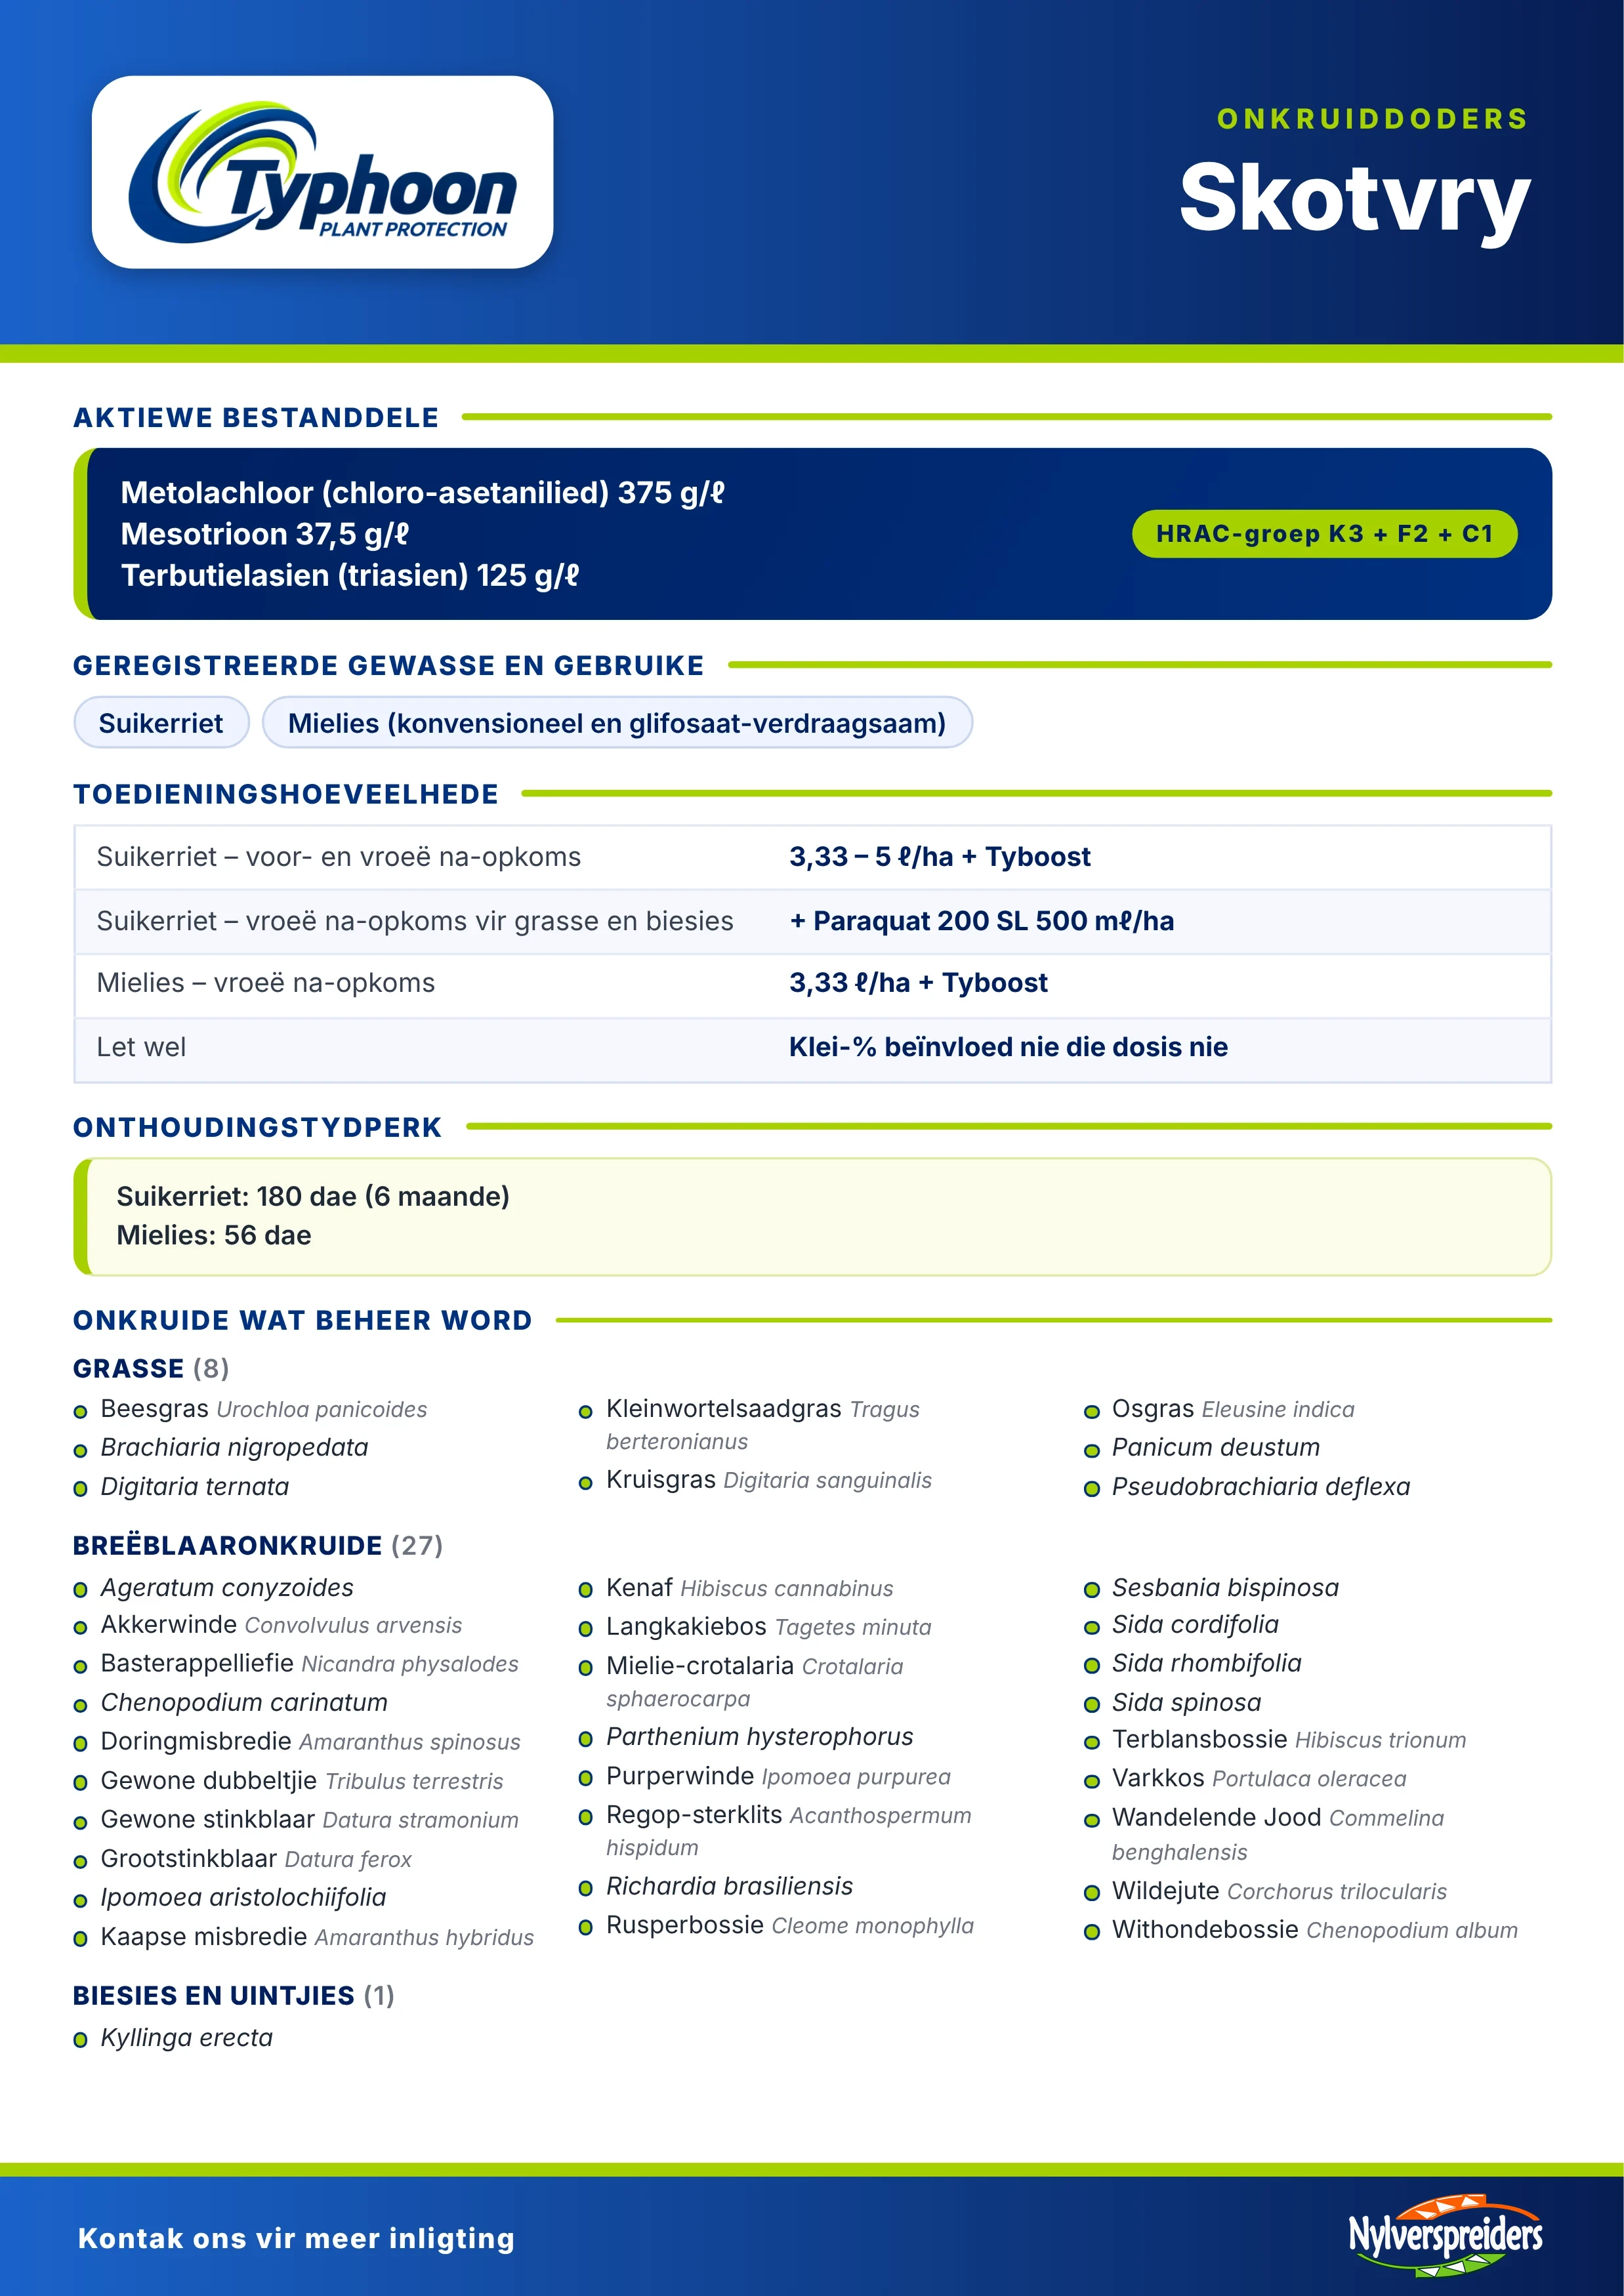 Typhoon
PLANT PROTECTION
ONKRUIDDODERS
Skotvry
AKTIEWE BESTANDDELE
Metolachloor (chloro-asetanilied) 375 g/ℓ
Mesotrioon 37,5 g/ℓ
Terbutielasien (triasien) 125 g/ℓ
HRAC-groep K3 + F2 + C1
GEREGISTREERDE GEWASSE EN GEBRUIKE
Suikerriet
Mielies (konvensioneel en glifosaat-verdraagsaam)
TOEDIENINGSHOEVEELHEDE
Suikerriet – voor- en vroeë na-opkoms 3,33 – 5 ℓ/ha + Tyboost
Suikerriet – vroeë na-opkoms vir grasse en biesies + Paraquat 200 SL 500 mℓ/ha
Mielies – vroeë na-opkoms 3,33 ℓ/ha + Tyboost
Let wel Klei-% beïnvloed nie die dosis nie
ONTHOUDINGSTYDPERK
Suikerriet: 180 dae (6 maande)
Mielies: 56 dae
ONKRUIDE WAT BEHEER WORD
GRASSE (8)
Beesgras Urochloa panicoides
Brachiaria nigropedata
Digitaria ternata
Kleinwortelsaadgras Tragus
berteronianus
Kruisgras Digitaria sanguinalis
Osgras Eleusine indica
Panicum deustum
Pseudobrachiaria deflexa
BREËBLAARONKRUIDE (27)
Ageratum conyzoides
Akkerwinde Convolvulus arvensis
Basterappelliefie Nicandra physalodes
Chenopodium carinatum
Doringmisbredie Amaranthus spinosus
Gewone dubbeltjie Tribulus terrestris
Gewone stinkblaar Datura stramonium
Grootstinkblaar Datura ferox
Ipomoea aristolochiifolia
Kaapse misbredie Amaranthus hybridus
Kenaf Hibiscus cannabinus
Langkakiebos Tagetes minuta
Mielie-crotalaria Crotalaria
sphaerocarpa
Parthenium hysterophorus
Purperwinde Ipomoea purpurea
Regop-sterklits Acanthospermum
hispidum
Richardia brasiliensis
Rusperbossie Cleome monophylla
Sesbania bispinosa
Sida cordifolia
Sida rhombifolia
Sida spinosa
Terblansbossie Hibiscus trionum
Varkkos Portulaca oleracea
Wandelende Jood Commelina
benghalensis
Wildejute Corchorus trilocularis
Withondebossie Chenopodium album
BIESIES EN UINTJIES (1)
Kyllinga erecta
Kontak ons vir meer inligting
Nylverspreiders